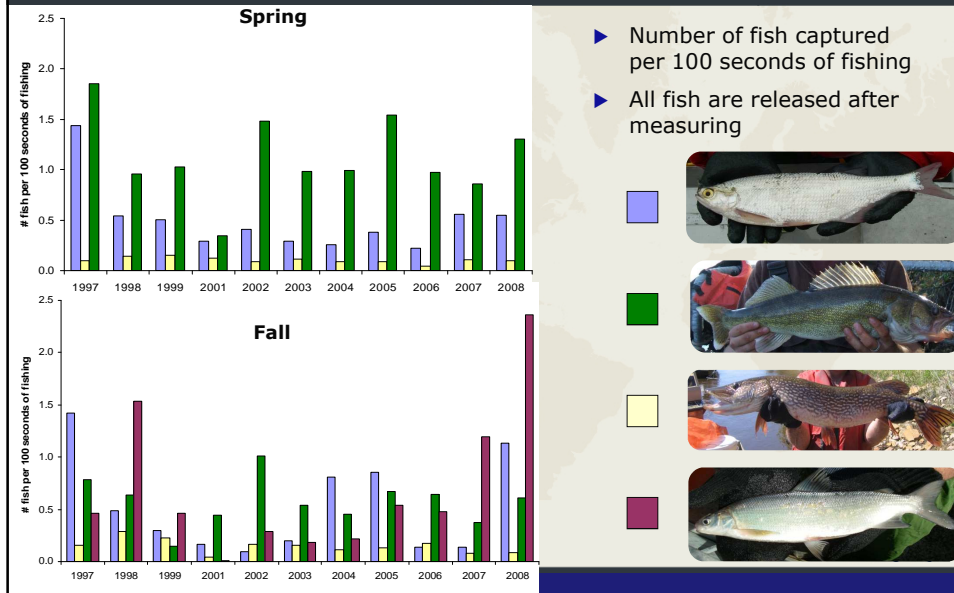 Spring
# fish per 100 seconds of fishing
2.5
2.0
1.5
1.0
0.5
0.0
1997 1998 1999 2001 2002 2003 2004 2005 2006 2007 2008
Fall
# fish per 100 seconds of fishing
2.5
2.0
1.5
1.0
0.5
0.0
1997 1998 1999 2001 2002 2003 2004 2005 2006 2007 2008
Number of fish captured
per 100 seconds of fishing
All fish are released after
measuring